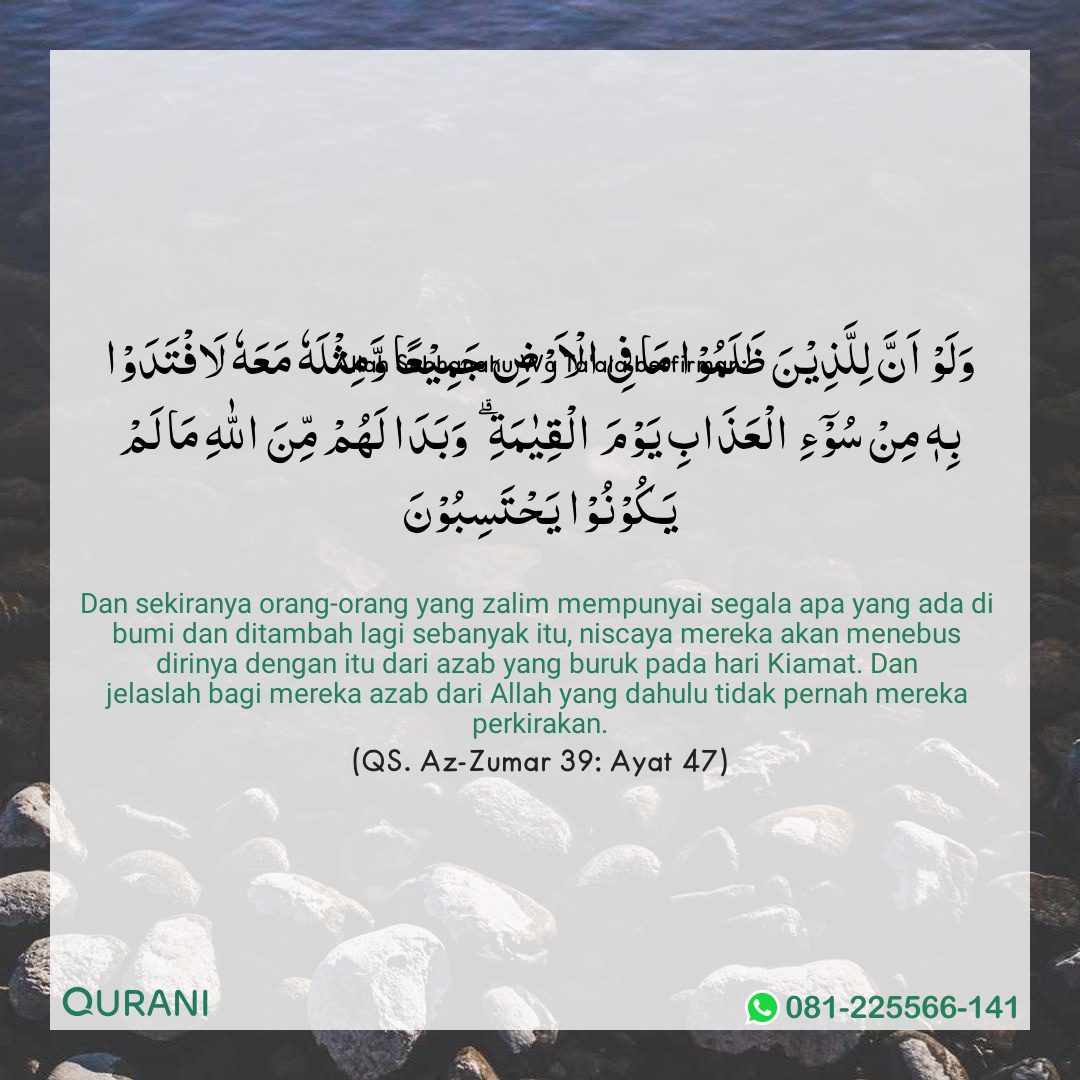 Allah Subhanahu Wa Ta'ala berfirman:
وَلَوْ اَنَّ لِلَّذِيْنَ ظَلَمُوْا مَا فِى الْاَرْضِ جَمِيْعًا وَّمِثْلَهٗ مَعَهٗ لَافْتَدَوْا
بِهٖ مِنْ سُوْٓءِ الْعَذَابِ يَوْمَ الْقِيٰمَةِ ۗ وَبَدَا لَهُمْ مِّنَ اللّٰهِ مَا لَمْ
يَكُوْنُوْا يَحْتَسِبُوْنَ
Dan sekiranya orang-orang yang zalim mempunyai segala apa yang ada di
bumi dan ditambah lagi sebanyak itu, niscaya mereka akan menebus
dirinya dengan itu dari azab yang buruk pada hari Kiamat. Dan
jelaslah bagi mereka azab dari Allah yang dahulu tidak pernah mereka
perkirakan.
(QS. Az-Zumar 39: Ayat 47)
QURANI
081-225566-141